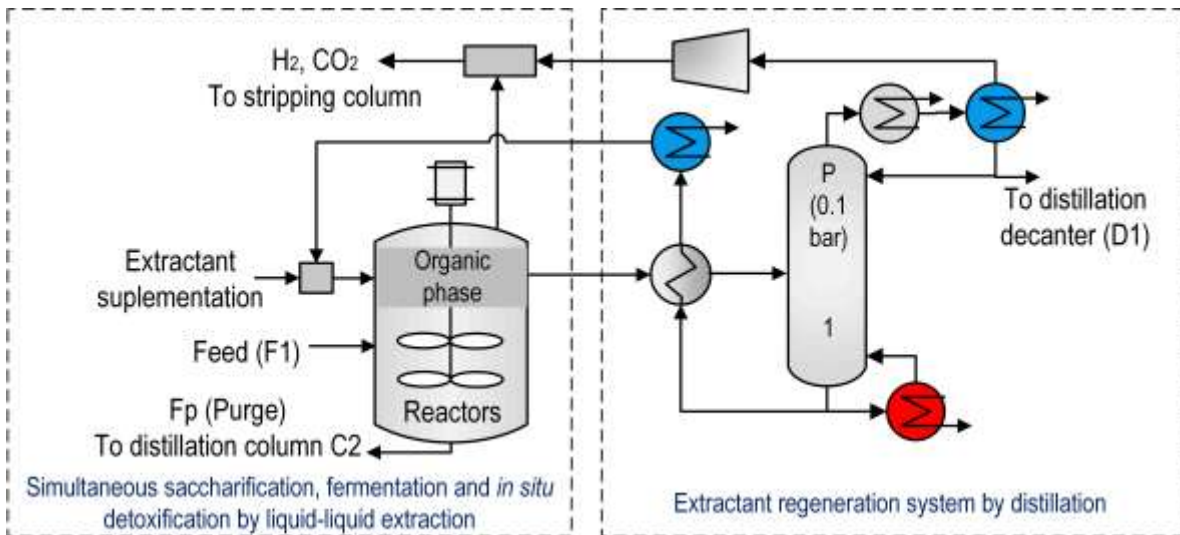 H2, CO2
To stripping column
Extractant
suplementation
Organic
phase
Feed (F1)
Reactors
Fp (Purge)
To distillation column C2
Simultaneous saccharification, fermentation and in situ
detoxification by liquid-liquid extraction
P
(0.1
bar)
1
To distillation
decanter (D1)
Extractant regeneration system by distillation